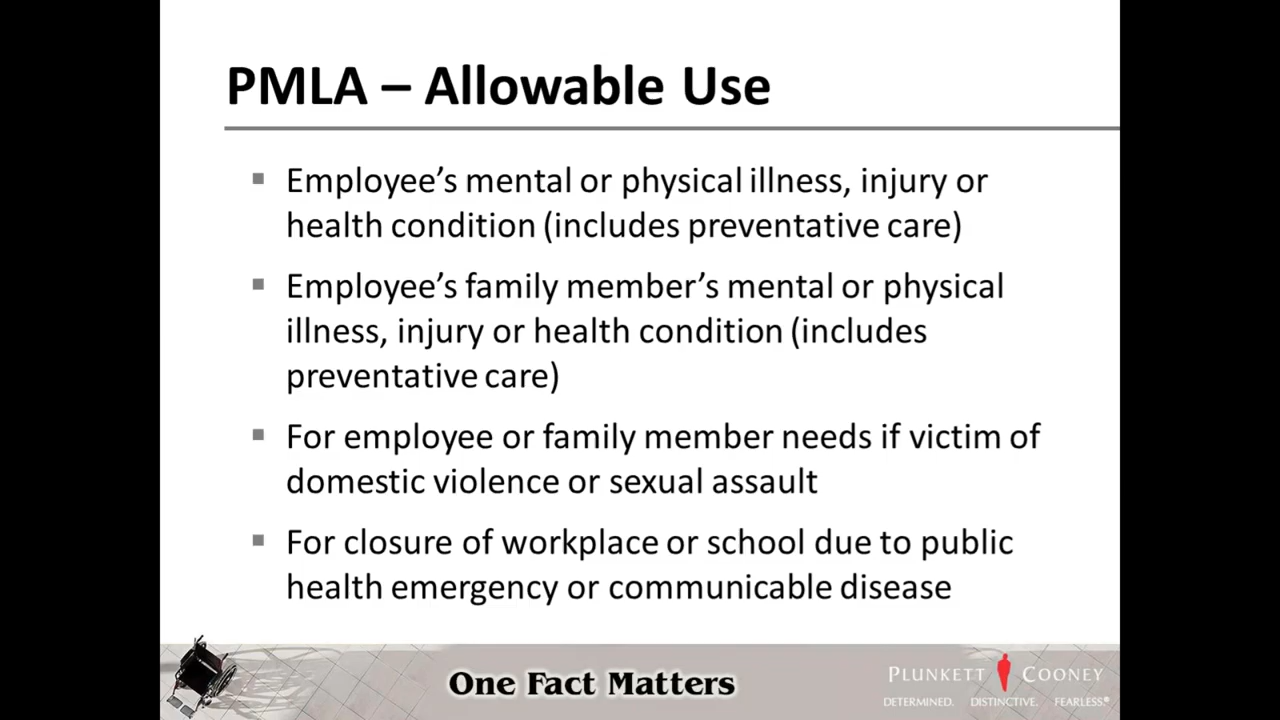 PMLA – Allowable Use
▪ Employee’s mental or physical illness, injury or
health condition (includes preventative care)
▪ Employee’s family member’s mental or physical
illness, injury or health condition (includes
preventative care)
▪ For employee or family member needs if victim of
domestic violence or sexual assault
▪ For closure of workplace or school due to public
health emergency or communicable disease
One Fact Matters
PLUNKETT COONEY
DETERMINED. DISTINCTIVE. FEARLESS®